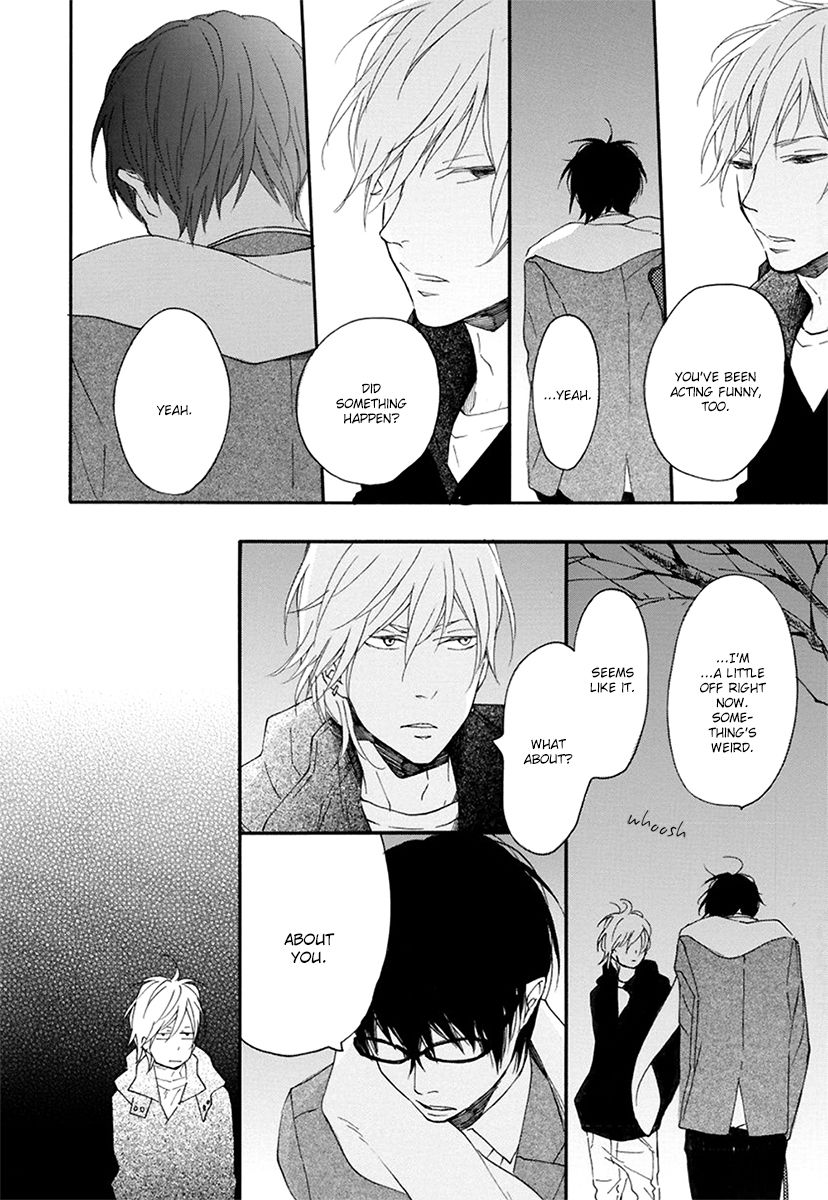 YOU'VE BEEN
ACTING FUNNY,
TOO.
...YEAH.
DID
SOMETHING
HAPPEN?
YEAH.
...I'M
...A LITTLE
OFF RIGHT
NOW.
SOME-
THING'S
WEIRD.
whoosh
SEEMS
LIKE IT.
WHAT
ABOUT?
ABOUT
YOU.